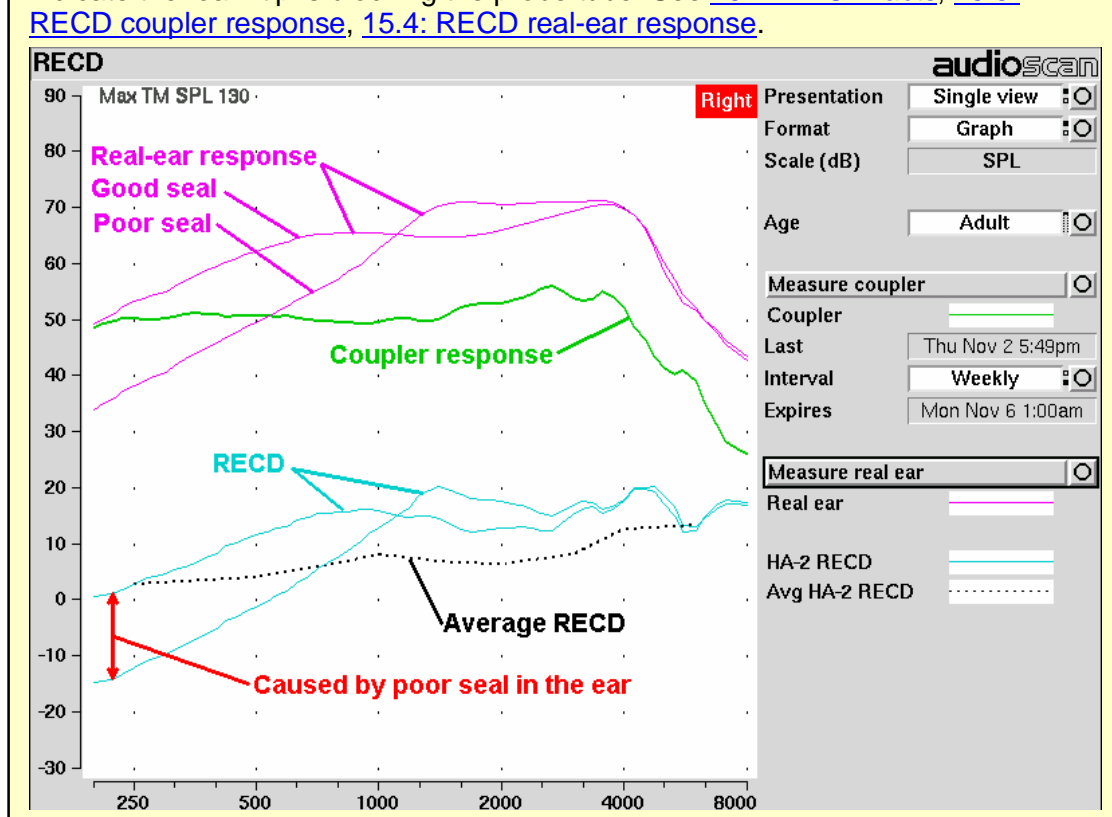 RECD coupler response, 15.4: RECD real-ear response.
RECD
audioscan
90
Max TM SPL 130
Right
80
70
60
50
40
30
20
10
0
-10
-20
-30
Real-ear response
Good seal
Poor seal
Coupler response
RECD
Average RECD
Caused by poor seal in the ear
250 500 1000 2000 4000 8000
Presentation Single view
Format Graph
Scale (dB) SPL
Age Adult
Measure coupler
Coupler
Last Thu Nov 2 5:49pm
Interval Weekly
Expires Mon Nov 6 1:00am
Measure real ear
Real ear
HA-2 RECD
Avg HA-2 RECD